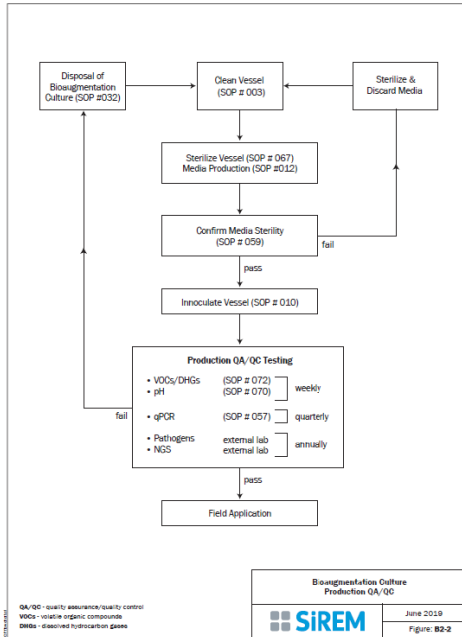 Disposal of
Bioaugmentation
Culture (SOP #032)
Clean Vessel
(SOP # 003)
Sterilize &
Discard Media
Sterilize Vessel (SOP # 067)
Media Production (SOP #012)
Confirm Media Sterility
(SOP # 059)
fail
pass
Innoculate Vessel (SOP # 010)
Production QA/QC Testing
• VOCs/DHGs (SOP # 072)
• pH (SOP # 070)
weekly
• qPCR (SOP # 057) quarterly
• Pathogens external lab
• NGS external lab
annually
fail
pass
Field Application
QA/QC - quality assurance/quality control
VOCs - volatile organic compounds
DHGs - dissolved hydrocarbon gases
Bioaugmentation Culture
Production QA/QC
SiREM
June 2019
Figure: B2-2